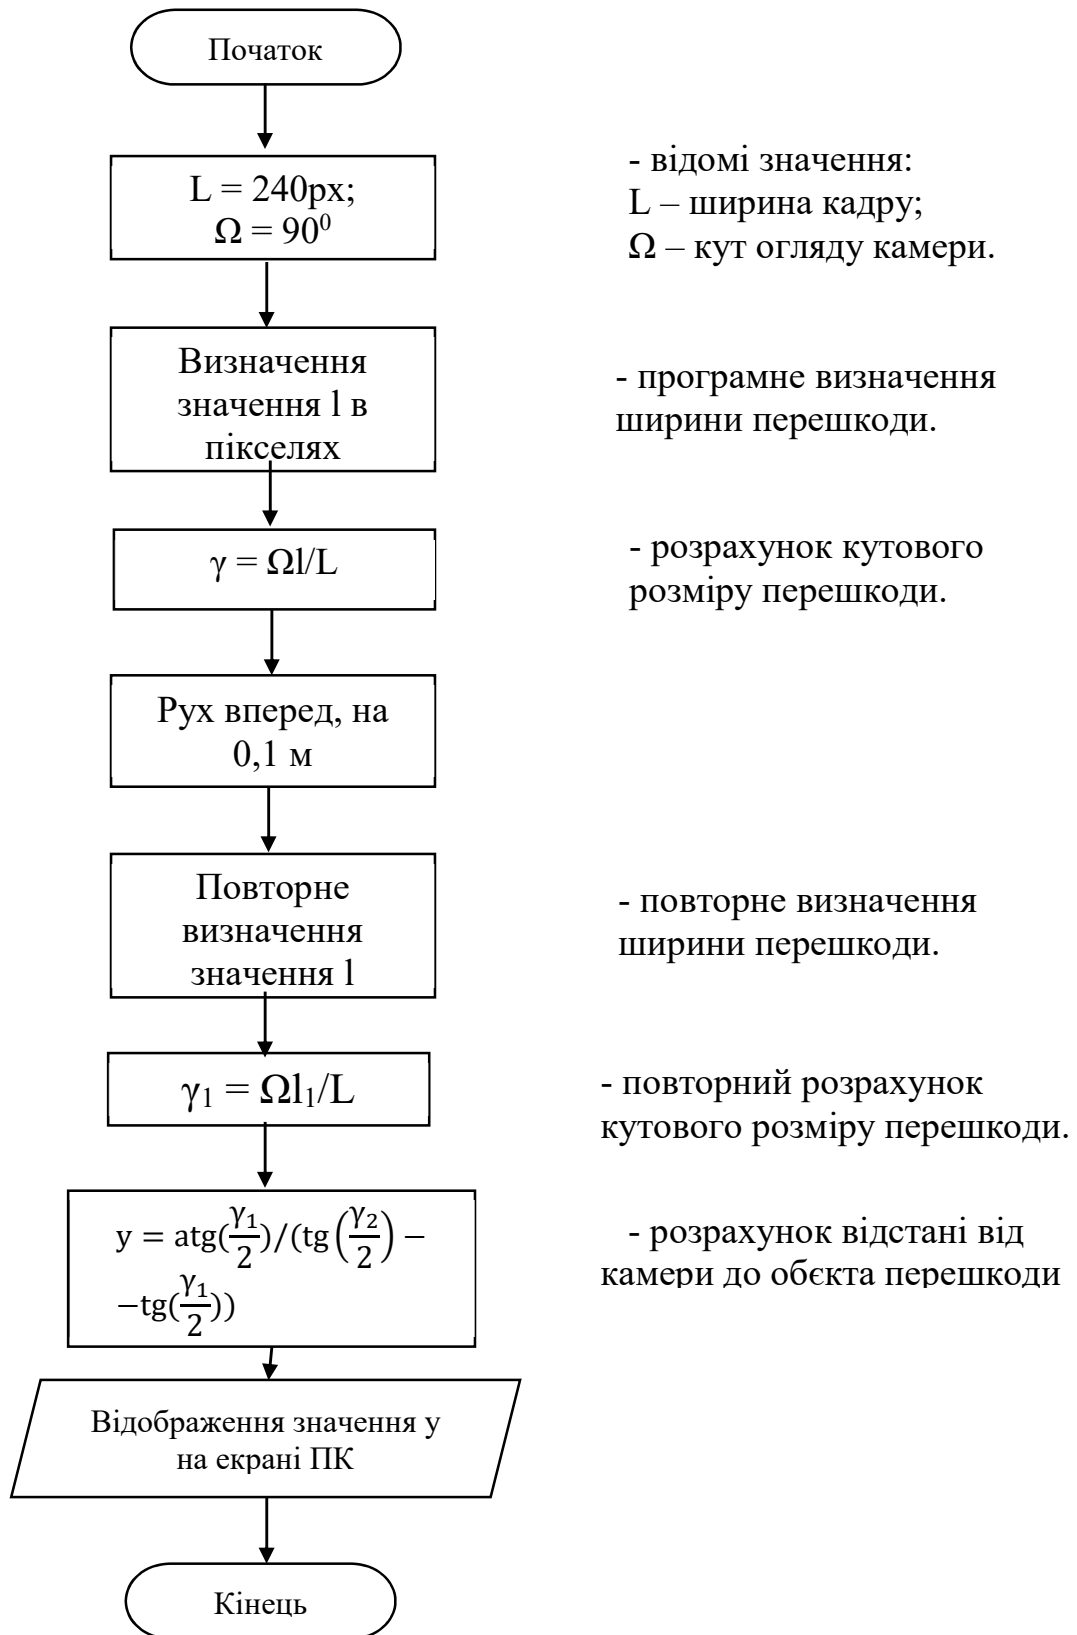 Початок
L = 240px;
Ω = 90⁰
- відомі значення:
L – ширина кадру;
Ω – кут огляду камери.
Визначення
значення l в
пікселях
- програмне визначення
ширини перешкоди.
γ = Ωl/L
- розрахунок кутового
розміру перешкоди.
Рух вперед, на
0,1 м
Повторне
визначення
значення l
- повторне визначення
ширини перешкоди.
γ₁ = Ωl₁/L
- повторний розрахунок
кутового розміру перешкоди.
y = atg(γ₁/2)/(tg(γ₂/2) −
−tg(γ₁/2))
- розрахунок відстані від
камери до обєкта перешкоди
Відображення значення y
на екрані ПК
Кінець